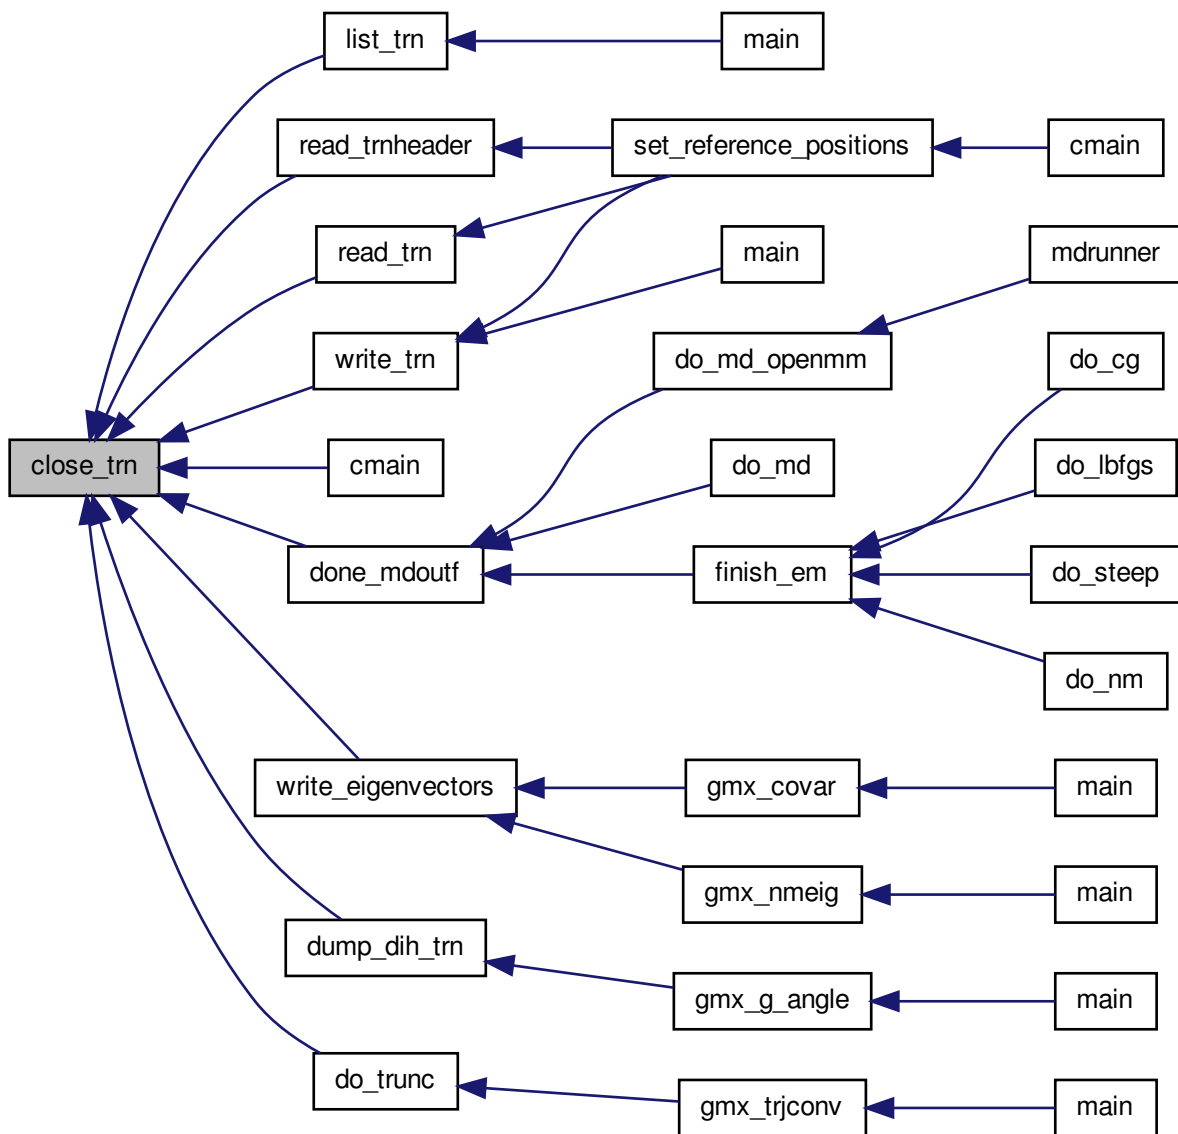 list_trn
main
read_trnheader
set_reference_positions
cmain
read_trn
main
mdrunner
write_trn
do_md_openmm
do_cg
close_trn
cmain
do_md
do_lbfgs
done_mdoutf
finish_em
do_steep
do_nm
write_eigenvectors
gmx_covar
main
gmx_nmeig
main
dump_dih_trn
gmx_g_angle
main
do_trunc
gmx_trjconv
main